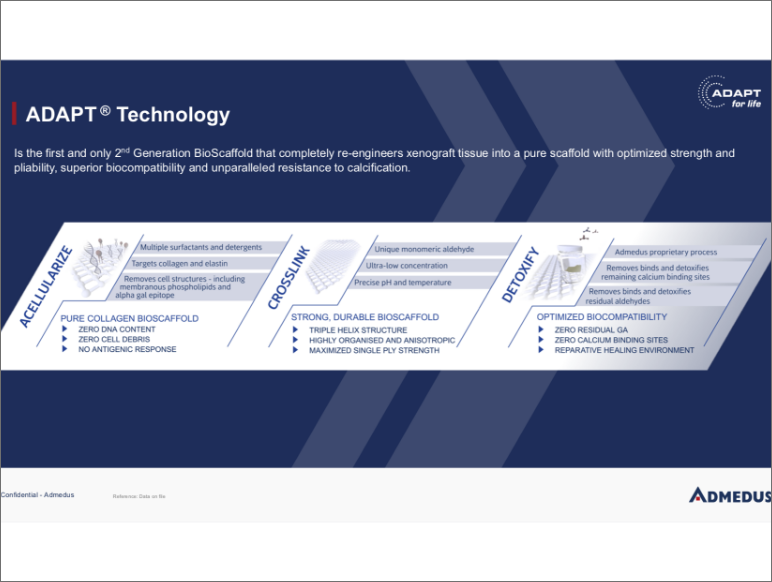 ADAPT
for life
ADAPT® Technology
Is the first and only 2nd Generation BioScaffold that completely re-engineers xenograft tissue into a pure scaffold with optimized strength and
pliability, superior biocompatibility and unparalleled resistance to calcification.
ACELLULARIZE
Multiple surfactants and detergents
Targets collagen and elastin
Removes cell structures - including
membranous phospholipids and
alpha gal epitope
PURE COLLAGEN BIOSCAFFOLD
ZERO DNA CONTENT
ZERO CELL DEBRIS
NO ANTIGENIC RESPONSE
CROSSLINK
Unique monomeric aldehyde
Ultra-low concentration
Precise pH and temperature
STRONG, DURABLE BIOSCAFFOLD
TRIPLE HELIX STRUCTURE
HIGHLY ORGANISED AND ANISOTROPIC
MAXIMIZED SINGLE PLY STRENGTH
DETOXIFY
Admedus proprietary process
Removes binds and detoxifies
remaining calcium binding sites
Removes binds and detoxifies
residual aldehydes
OPTIMIZED BIOCOMPATIBILITY
ZERO RESIDUAL GA
ZERO CALCIUM BINDING SITES
REPARATIVE HEALING ENVIRONMENT
Confidential - Admedus
Reference: Data on file
ADMEDUS